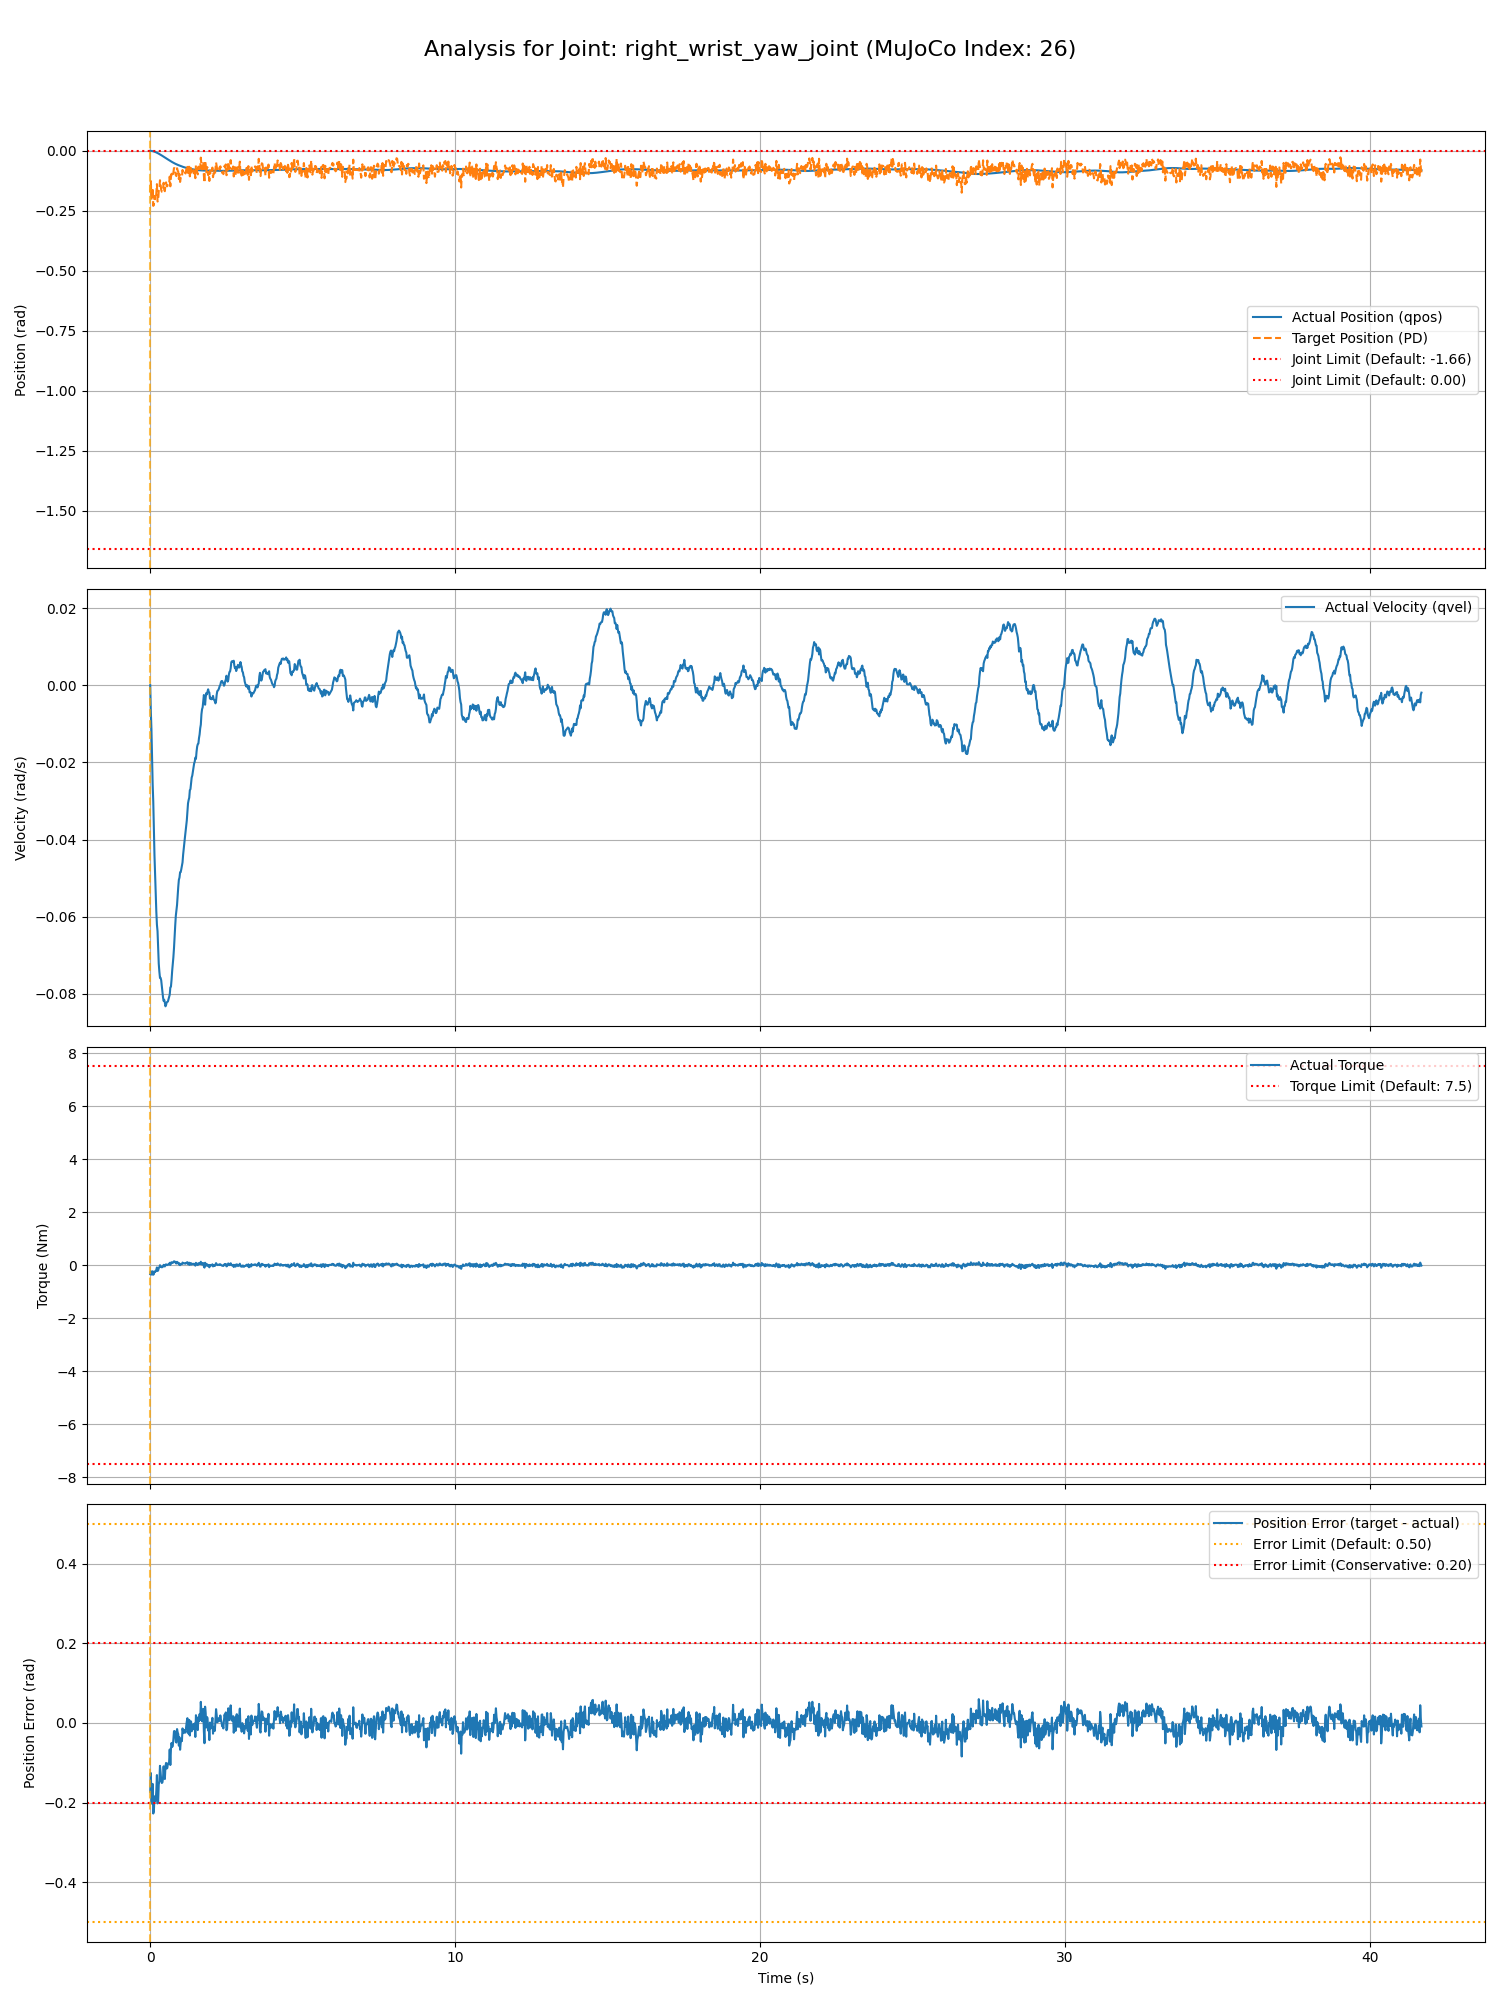 Analysis for Joint: right_wrist_yaw_joint (MuJoCo Index: 26)
0.00
−0.25
−0.50
−0.75
−1.00
−1.25
−1.50
Position (rad)
Actual Position (qpos)
Target Position (PD)
Joint Limit (Default: -1.66)
Joint Limit (Default: 0.00)
0.02
0.00
−0.02
−0.04
−0.06
−0.08
Velocity (rad/s)
Actual Velocity (qvel)
8
6
4
2
0
−2
−4
−6
−8
Torque (Nm)
Actual Torque
Torque Limit (Default: 7.5)
0.4
0.2
0.0
−0.2
−0.4
Position Error (rad)
Position Error (target - actual)
Error Limit (Default: 0.50)
Error Limit (Conservative: 0.20)
0 10 20 30 40
Time (s)